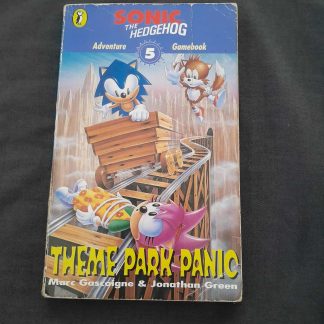 SONIC
THE
HEDGEHOG
Adventure 5 Gamebook
THEME PARK PANIC
Marc Gascoigne & Jonathan Green